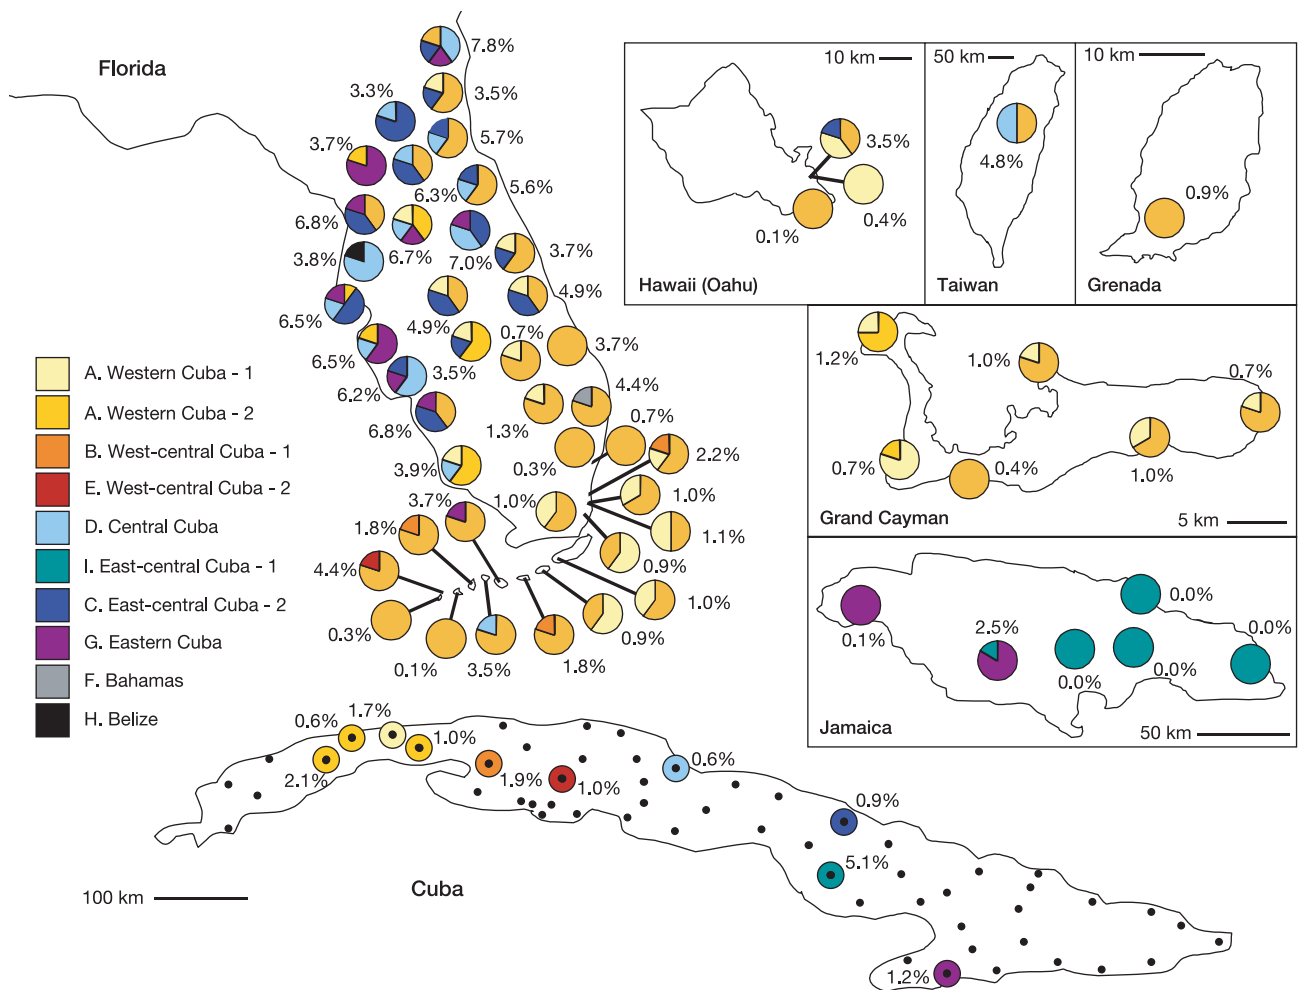 Florida
7.8%
3.5%
3.3%
5.7%
3.7%
6.3%
5.6%
6.8%
6.7%
7.0%
3.7%
3.8%
4.9%
6.5%
4.9%
0.7%
3.7%
6.5%
3.5%
6.2%
4.4%
6.8%
1.3%
0.7%
0.3%
2.2%
3.9%
3.7%
1.0%
1.0%
1.8%
1.1%
4.4%
0.9%
1.0%
0.3%
0.9%
0.1%
3.5%
1.8%
A. Western Cuba - 1
A. Western Cuba - 2
B. West-central Cuba - 1
E. West-central Cuba - 2
D. Central Cuba
I. East-central Cuba - 1
C. East-central Cuba - 2
G. Eastern Cuba
F. Bahamas
H. Belize
10 km
3.5%
0.4%
0.1%
Hawaii (Oahu)
50 km
4.8%
Taiwan
10 km
0.9%
Grenada
1.2%
1.0%
0.7%
0.7%
0.4%
1.0%
Grand Cayman
5 km
0.0%
0.1%
2.5%
0.0%
0.0%
0.0%
Jamaica
50 km
0.6%
1.7%
1.0%
2.1%
1.9%
1.0%
0.6%
0.9%
5.1%
100 km
Cuba
1.2%